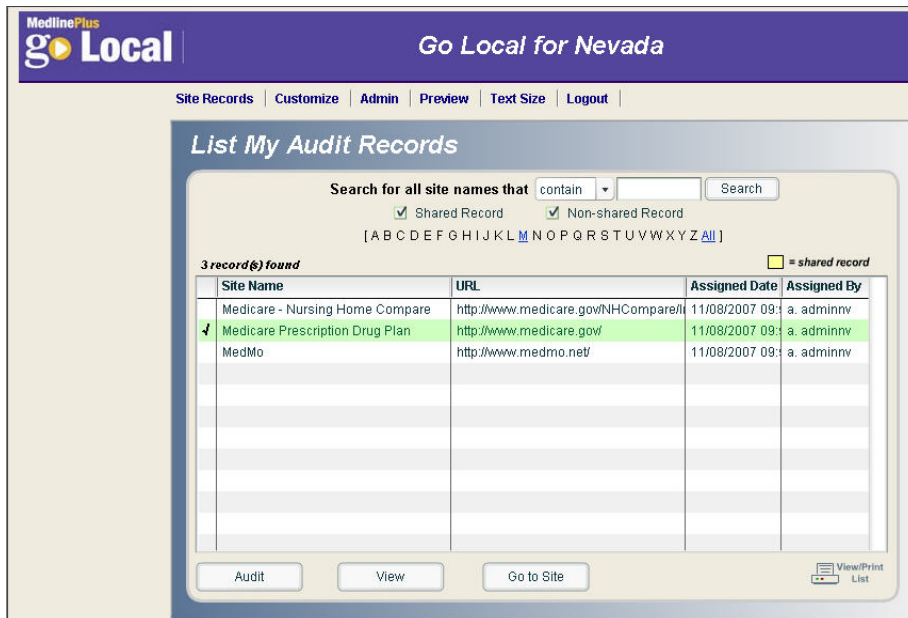 MedlinePlus
go Local
Go Local for Nevada
Site Records | Customize | Admin | Preview | Text Size | Logout |
List My Audit Records
Search for all site names that contain Search
Shared Record Non-shared Record
[ A B C D E F G H I J K L M N O P Q R S T U V W X Y Z All ]
3 record(s) found = shared record
Site Name URL Assigned Date Assigned By
Medicare - Nursing Home Compare http://www.medicare.gov/NHCompare/I 11/08/2007 09: a. adminnv
Medicare Prescription Drug Plan http://www.medicare.gov/ 11/08/2007 09: a. adminnv
MedMo http://www.medmo.net/ 11/08/2007 09: a. adminnv
Audit View Go to Site View/Print
List